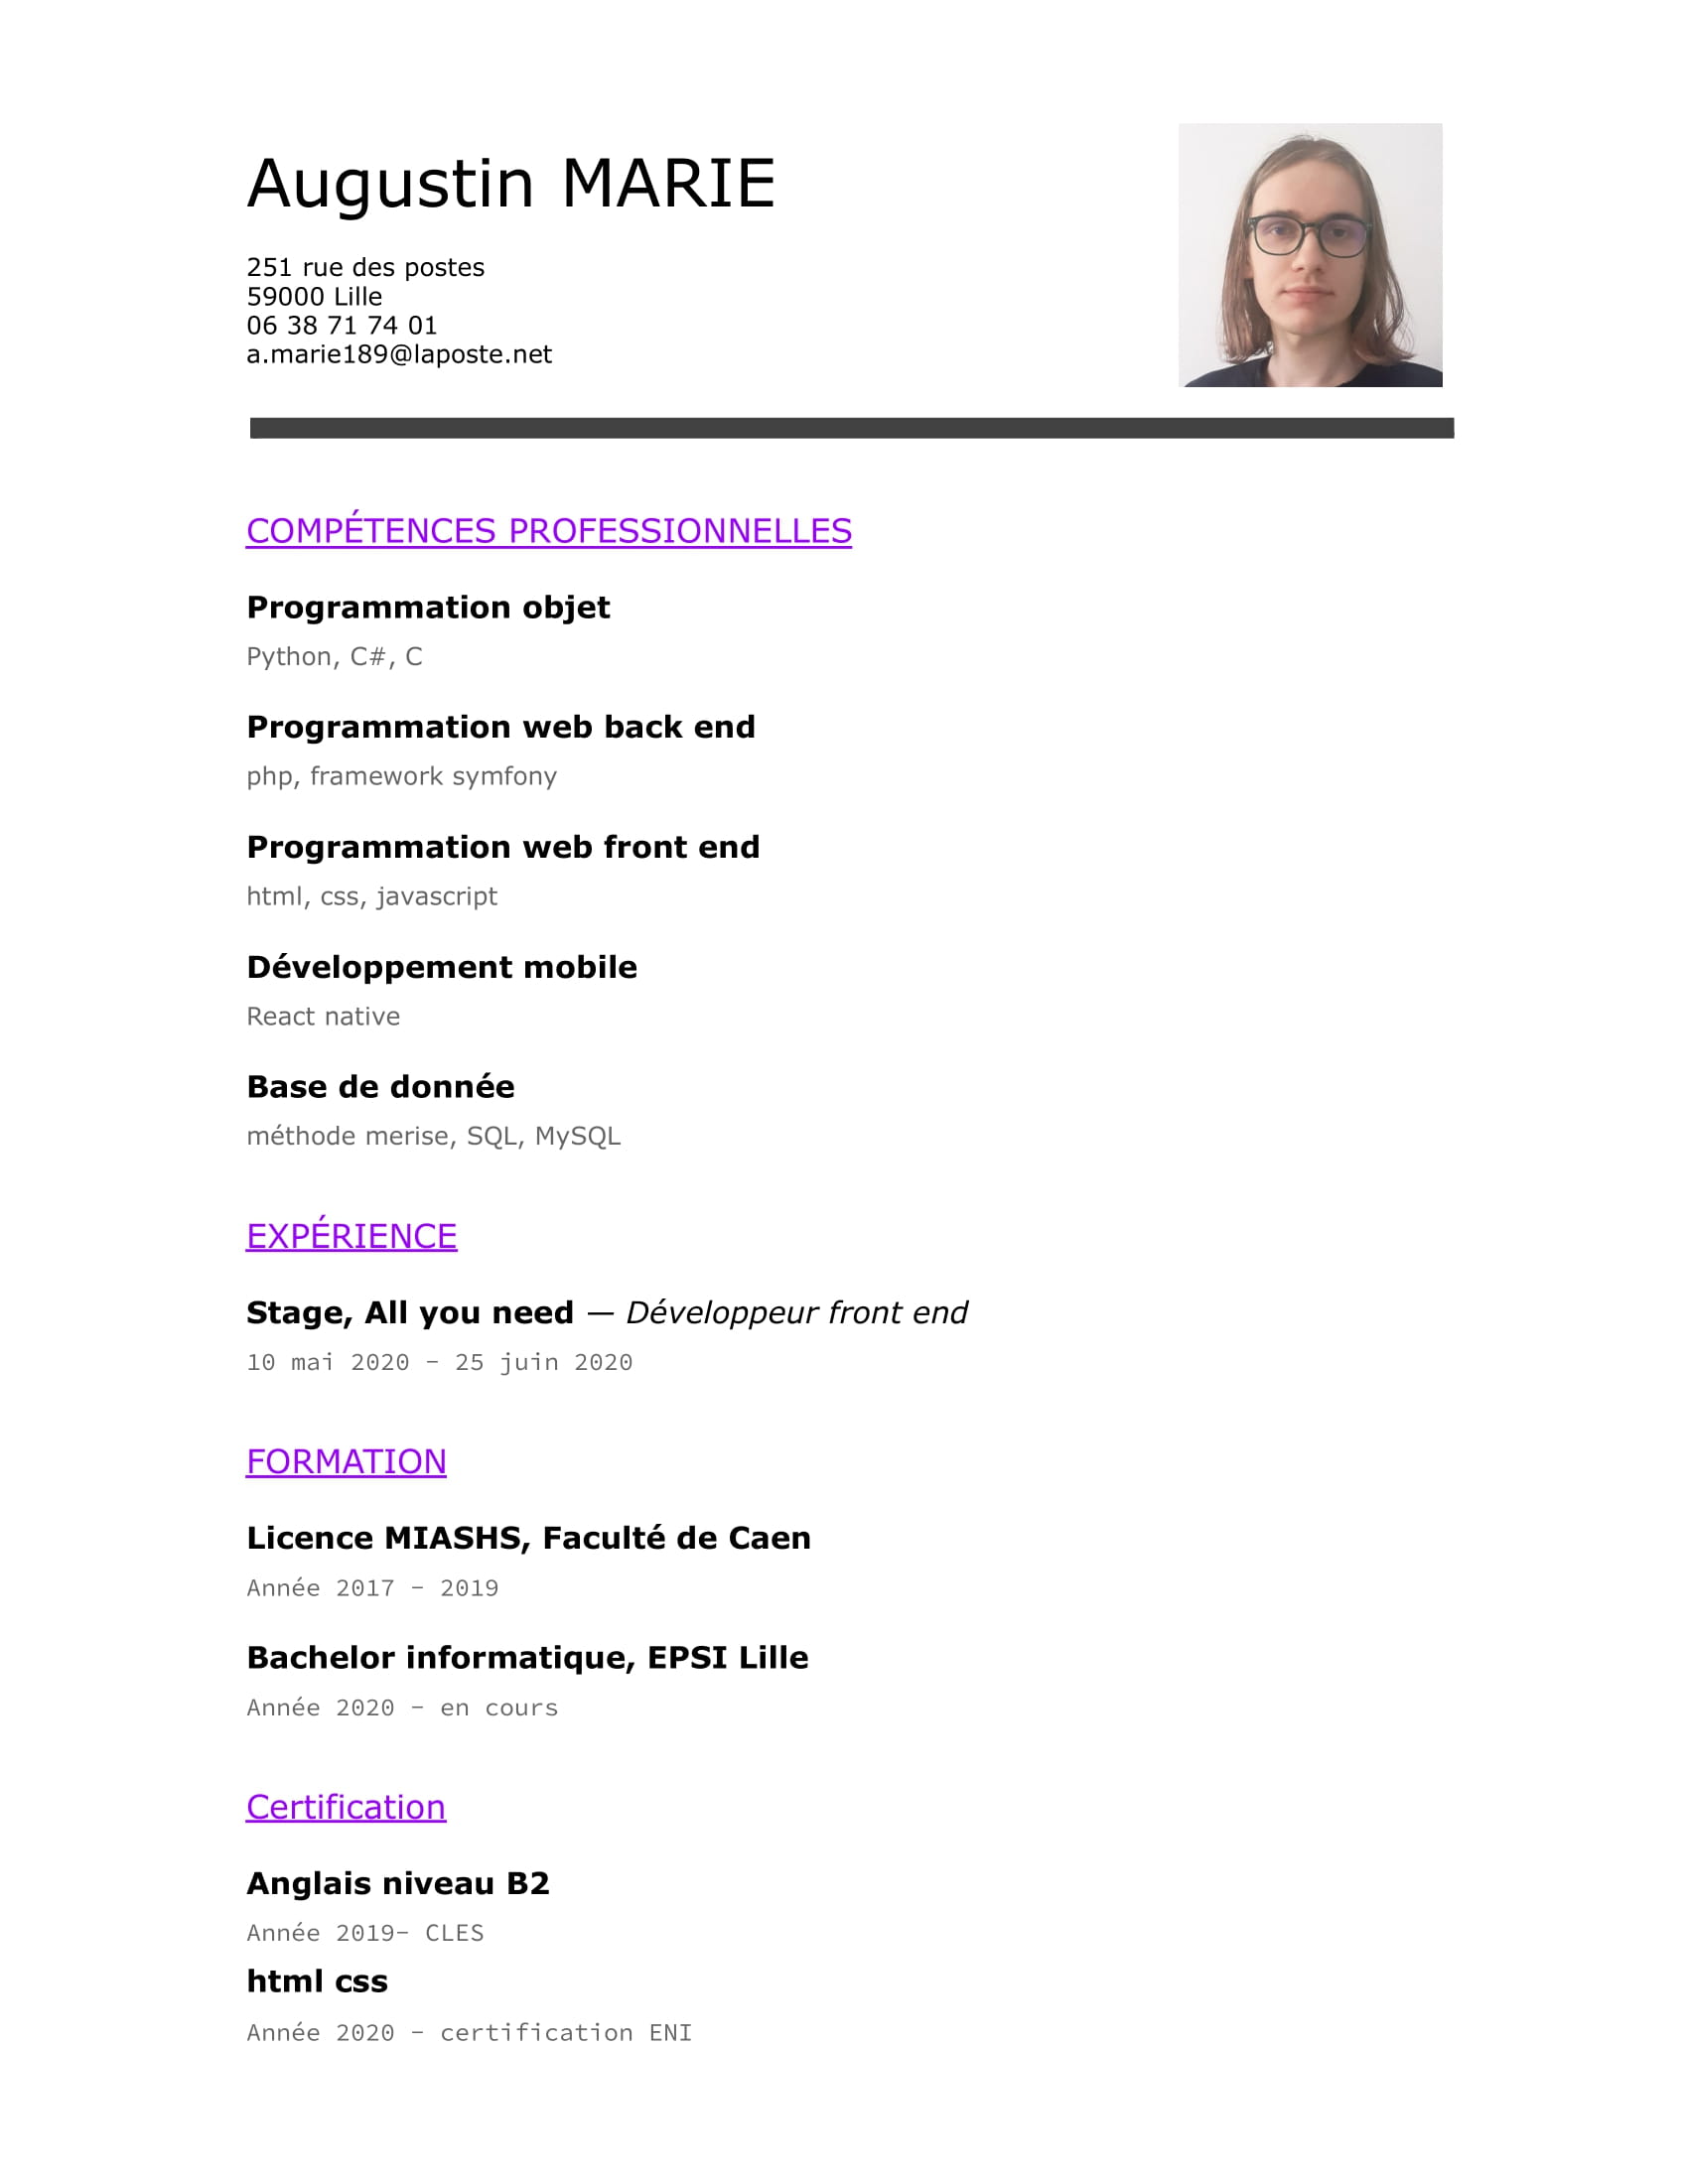 Augustin MARIE
251 rue des postes
59000 Lille
06 38 71 74 01
a.marie189@laposte.net
COMPÉTENCES PROFESSIONNELLES
Programmation objet
Python, C#, C
Programmation web back end
php, framework symfony
Programmation web front end
html, css, javascript
Développement mobile
React native
Base de donnée
méthode merise, SQL, MySQL
EXPÉRIENCE
Stage, All you need — Développeur front end
10 mai 2020 - 25 juin 2020
FORMATION
Licence MIASHS, Faculté de Caen
Année 2017 - 2019
Bachelor informatique, EPSI Lille
Année 2020 - en cours
Certification
Anglais niveau B2
Année 2019- CLES
html css
Année 2020 - certification ENI